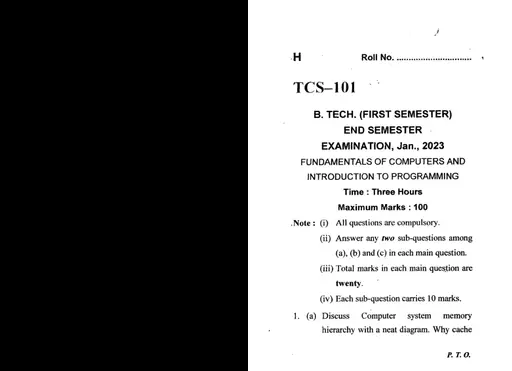 H Roll No. ...............................
TCS–101
B. TECH. (FIRST SEMESTER)
END SEMESTER
EXAMINATION, Jan., 2023
FUNDAMENTALS OF COMPUTERS AND
INTRODUCTION TO PROGRAMMING
Time : Three Hours
Maximum Marks : 100
Note : (i) All questions are compulsory.
(ii) Answer any two sub-questions among
(a), (b) and (c) in each main question.
(iii) Total marks in each main question are
twenty.
(iv) Each sub-question carries 10 marks.
1. (a) Discuss Computer system memory
hierarchy with a neat diagram. Why cache
P. T. O.